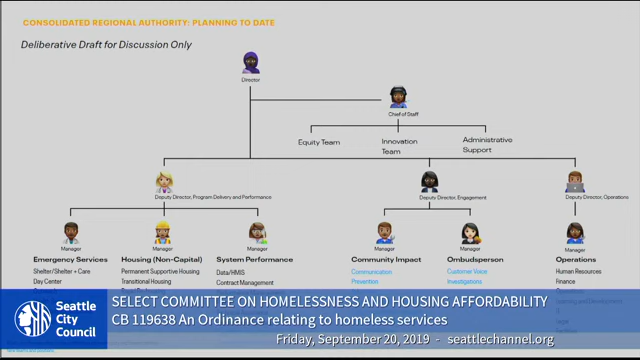 CONSOLIDATED REGIONAL AUTHORITY: PLANNING TO DATE
Deliberative Draft for Discussion Only
Director
Chief of Staff
Equity Team
Innovation
Team
Administrative
Support
Deputy Director, Program Delivery and Performance
Deputy Director, Engagement
Deputy Director, Operations
Manager
Manager
Manager
Manager
Manager
Manager
Emergency Services
Housing (Non-Capital)
System Performance
Community Impact
Ombudsperson
Operations
Shelter/Shelter + Care
Permanent Supportive Housing
Data/HMIS
Communication
Customer Voice
Human Resources
Day Center
Transitional Housing
Contract Management
Prevention
Investigations
Finance
Seattle
City
Council
SELECT COMMITTEE ON HOMELESSNESS AND HOUSING AFFORDABILITY
CB 119638 An Ordinance relating to homeless services
Friday, September 20, 2019 - seattlechannel.org